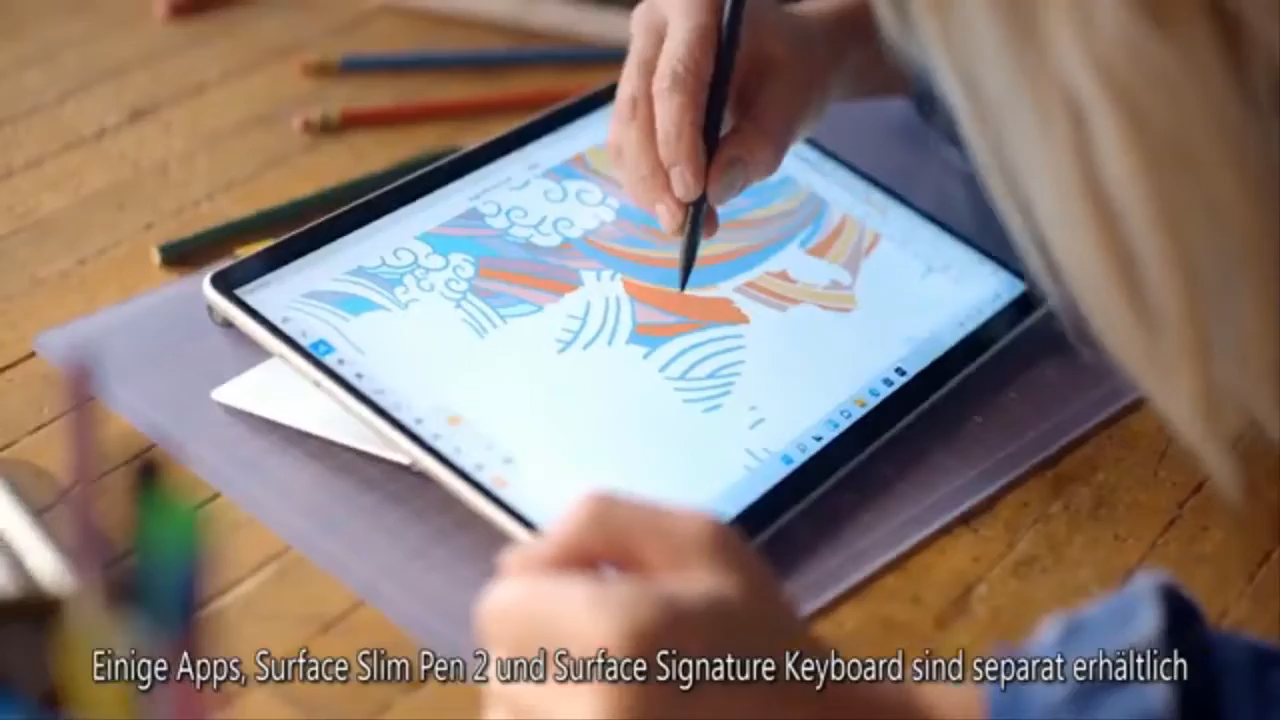 Einige Apps, Surface Slim Pen 2 und Surface Signature Keyboard sind separat erhältlich